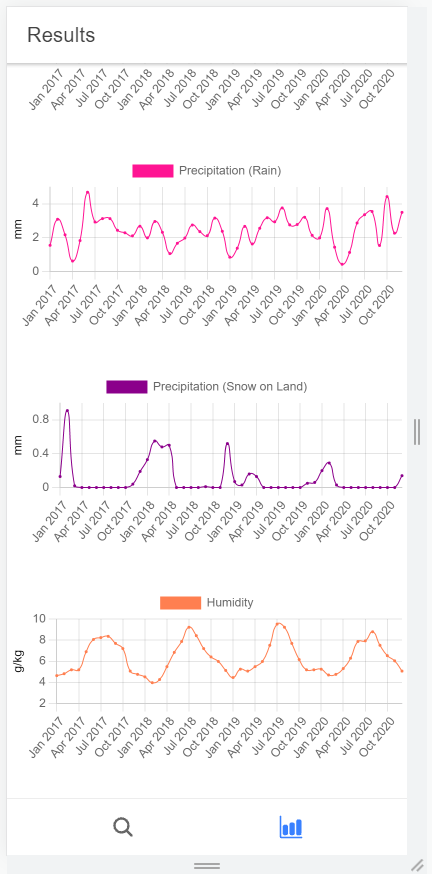 Results
Jan 2017 Apr 2017 Jul 2017 Oct 2017 Jan 2018 Apr 2018 Jul 2018 Oct 2018 Jan 2019 Apr 2019 Jul 2019 Oct 2019 Jan 2020 Apr 2020 Jul 2020 Oct 2020
Precipitation (Rain)
mm
4
2
0
Jan 2017 Apr 2017 Jul 2017 Oct 2017 Jan 2018 Apr 2018 Jul 2018 Oct 2018 Jan 2019 Apr 2019 Jul 2019 Oct 2019 Jan 2020 Apr 2020 Jul 2020 Oct 2020
Precipitation (Snow on Land)
mm
0.8
0.4
0
Jan 2017 Apr 2017 Jul 2017 Oct 2017 Jan 2018 Apr 2018 Jul 2018 Oct 2018 Jan 2019 Apr 2019 Jul 2019 Oct 2019 Jan 2020 Apr 2020 Jul 2020 Oct 2020
Humidity
g/kg
10
8
6
4
2
Jan 2017 Apr 2017 Jul 2017 Oct 2017 Jan 2018 Apr 2018 Jul 2018 Oct 2018 Jan 2019 Apr 2019 Jul 2019 Oct 2019 Jan 2020 Apr 2020 Jul 2020 Oct 2020